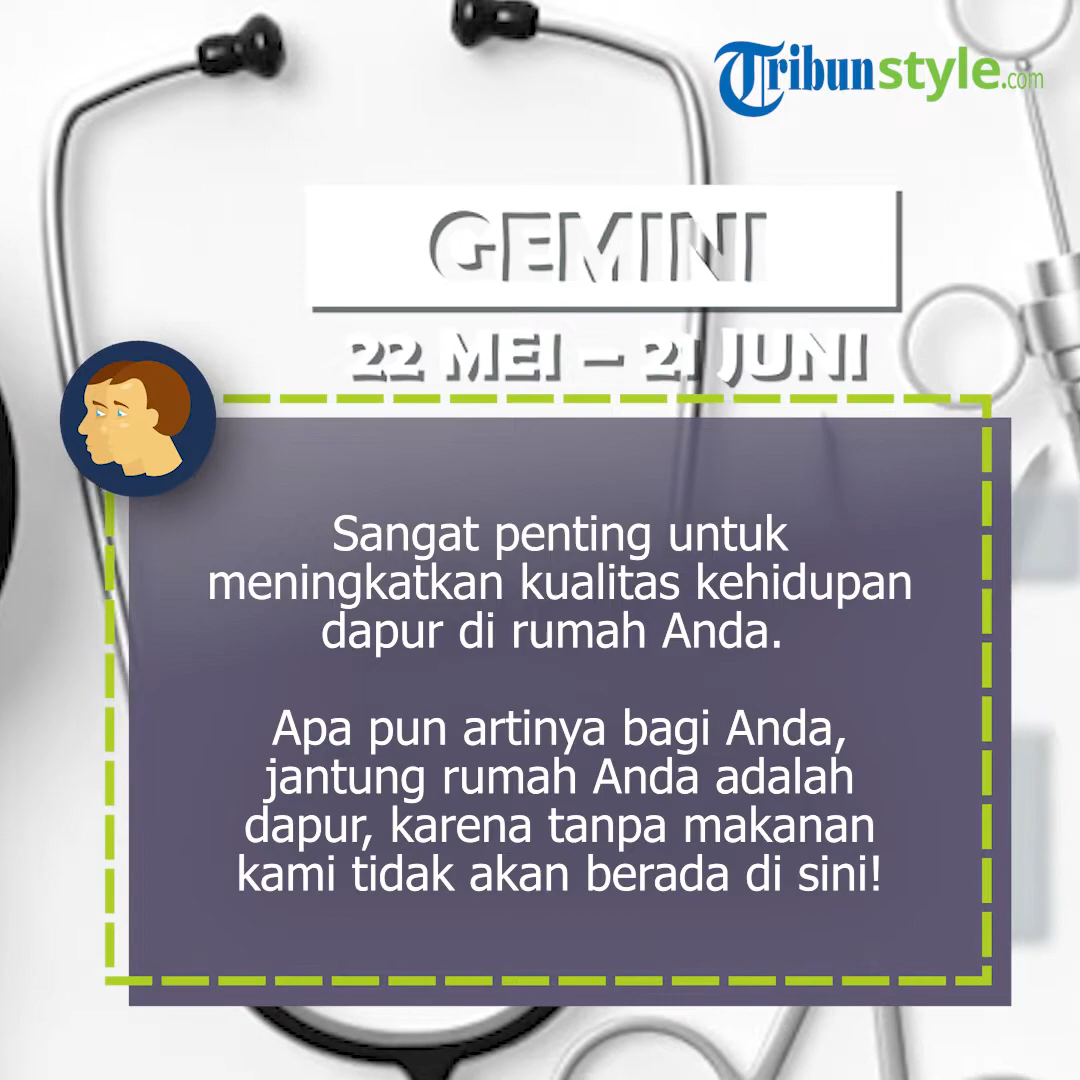 Tribunstyle.com
GEMINI
22 MEI – 21 JUNI
Sangat penting untuk
meningkatkan kualitas kehidupan
dapur di rumah Anda.
Apa pun artinya bagi Anda,
jantung rumah Anda adalah
dapur, karena tanpa makanan
kami tidak akan berada di sini!